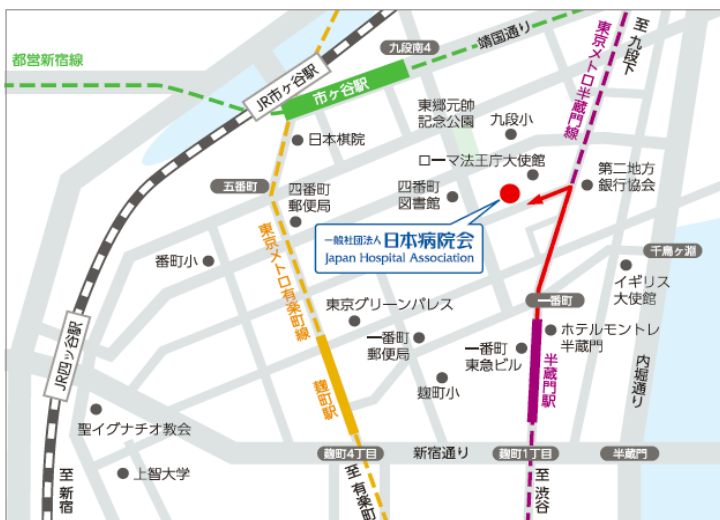 都営新宿線
JR市ヶ谷駅
市ヶ谷駅
九段南4
靖国通り
東京メトロ半蔵門線
至 九段下
日本棋院
東郷元帥
記念公園
九段小
ローマ法王庁大使館
第二地方
銀行協会
五番町
四番町
郵便局
四番町
図書館
一般社団法人 日本病院会
Japan Hospital Association
番町小
東京メトロ有楽町線
千鳥ヶ淵
イギリス
大使館
一番町
東京グリーンパレス
一番町
郵便局
一番町
東急ビル
ホテルモントレ
半蔵門
JR四ッ谷駅
麹町駅
麹町小
半蔵門駅
内堀通り
聖イグナチオ教会
上智大学
麹町4丁目
新宿通り
麹町1丁目
半蔵門
至 新宿
至 有楽町
至 渋谷